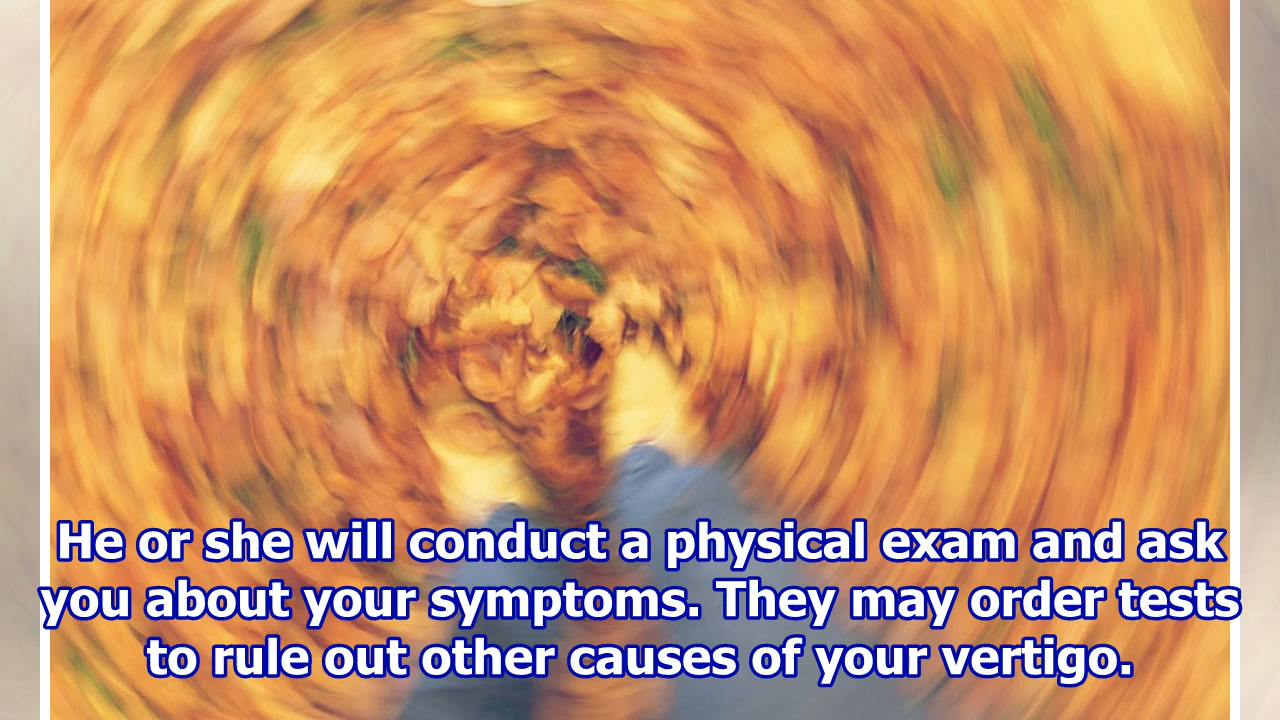 He or she will conduct a physical exam and ask
you about your symptoms. They may order tests
to rule out other causes of your vertigo.